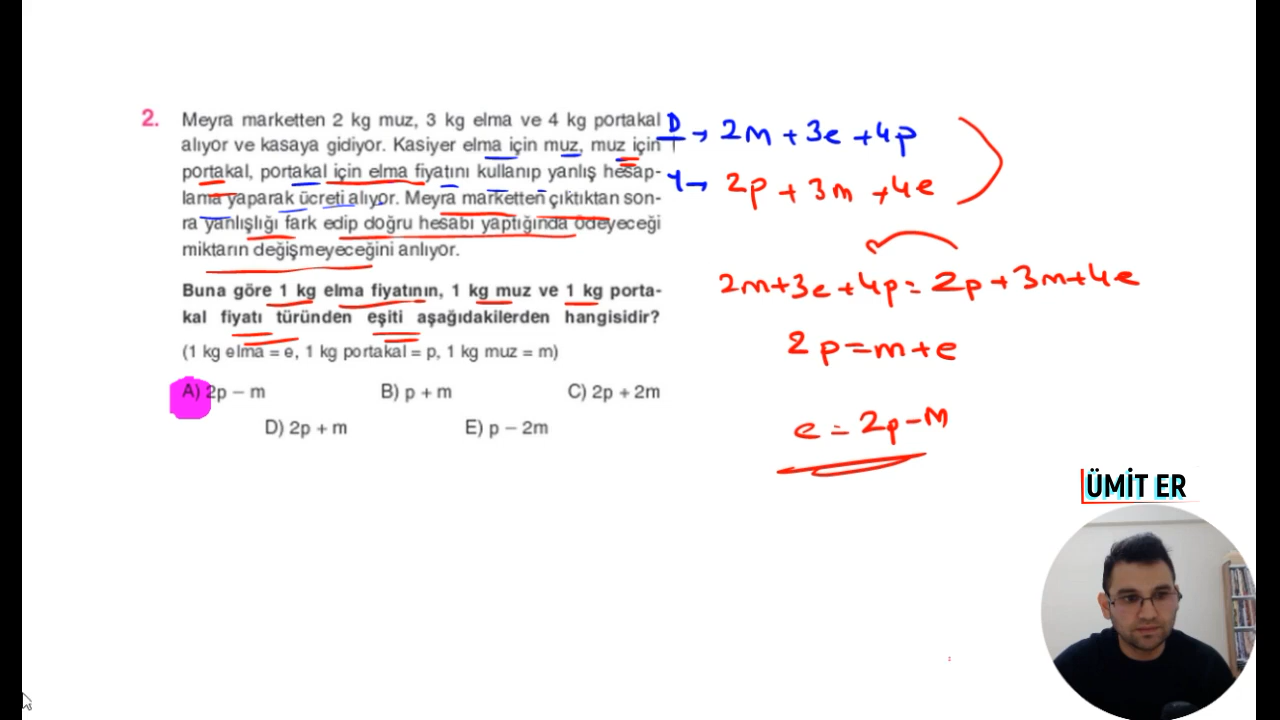 2. Meyra marketten 2 kg muz, 3 kg elma ve 4 kg portakal
alıyor ve kasaya gidiyor. Kasiyer elma için muz, muz için
portakal, portakal için elma fiyatını kullanıp yanlış hesap-
lama yaparak ücreti alıyor. Meyra marketten çıktıktan son-
ra yanlışlığı fark edip doğru hesabı yaptığında ödeyeceği
miktarın değişmeyeceğini anlıyor.
Buna göre 1 kg elma fiyatının, 1 kg muz ve 1 kg porta-
kal fiyatı türünden eşiti aşağıdakilerden hangisidir?
(1 kg elma = e, 1 kg portakal = p, 1 kg muz = m)
A) 2p – m B) p + m C) 2p + 2m
D) 2p + m E) p – 2m
D → 2m + 3e + 4p
Y → 2p + 3m + 4e
2m+3e+4p = 2p+3m+4e
2p = m+e
e = 2p-m
ÜMİT ER